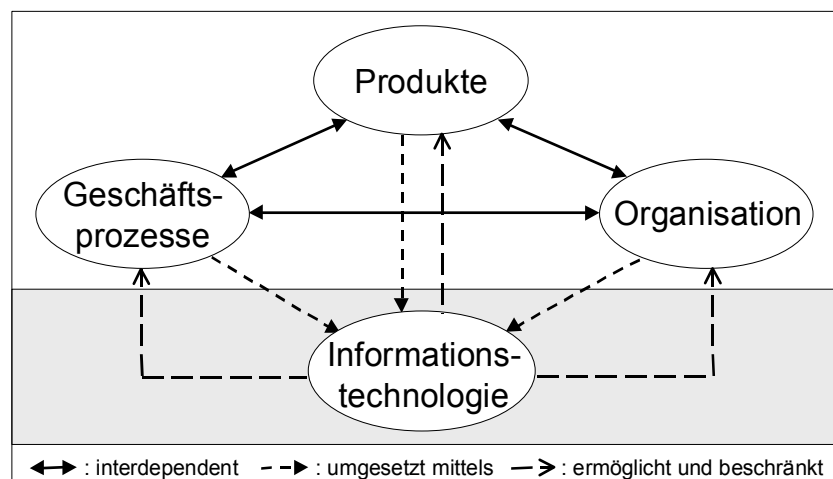 Produkte
Geschäfts-
prozesse
Organisation
Informations-
technologie
: interdependent : umgesetzt mittels : ermöglicht und beschränkt